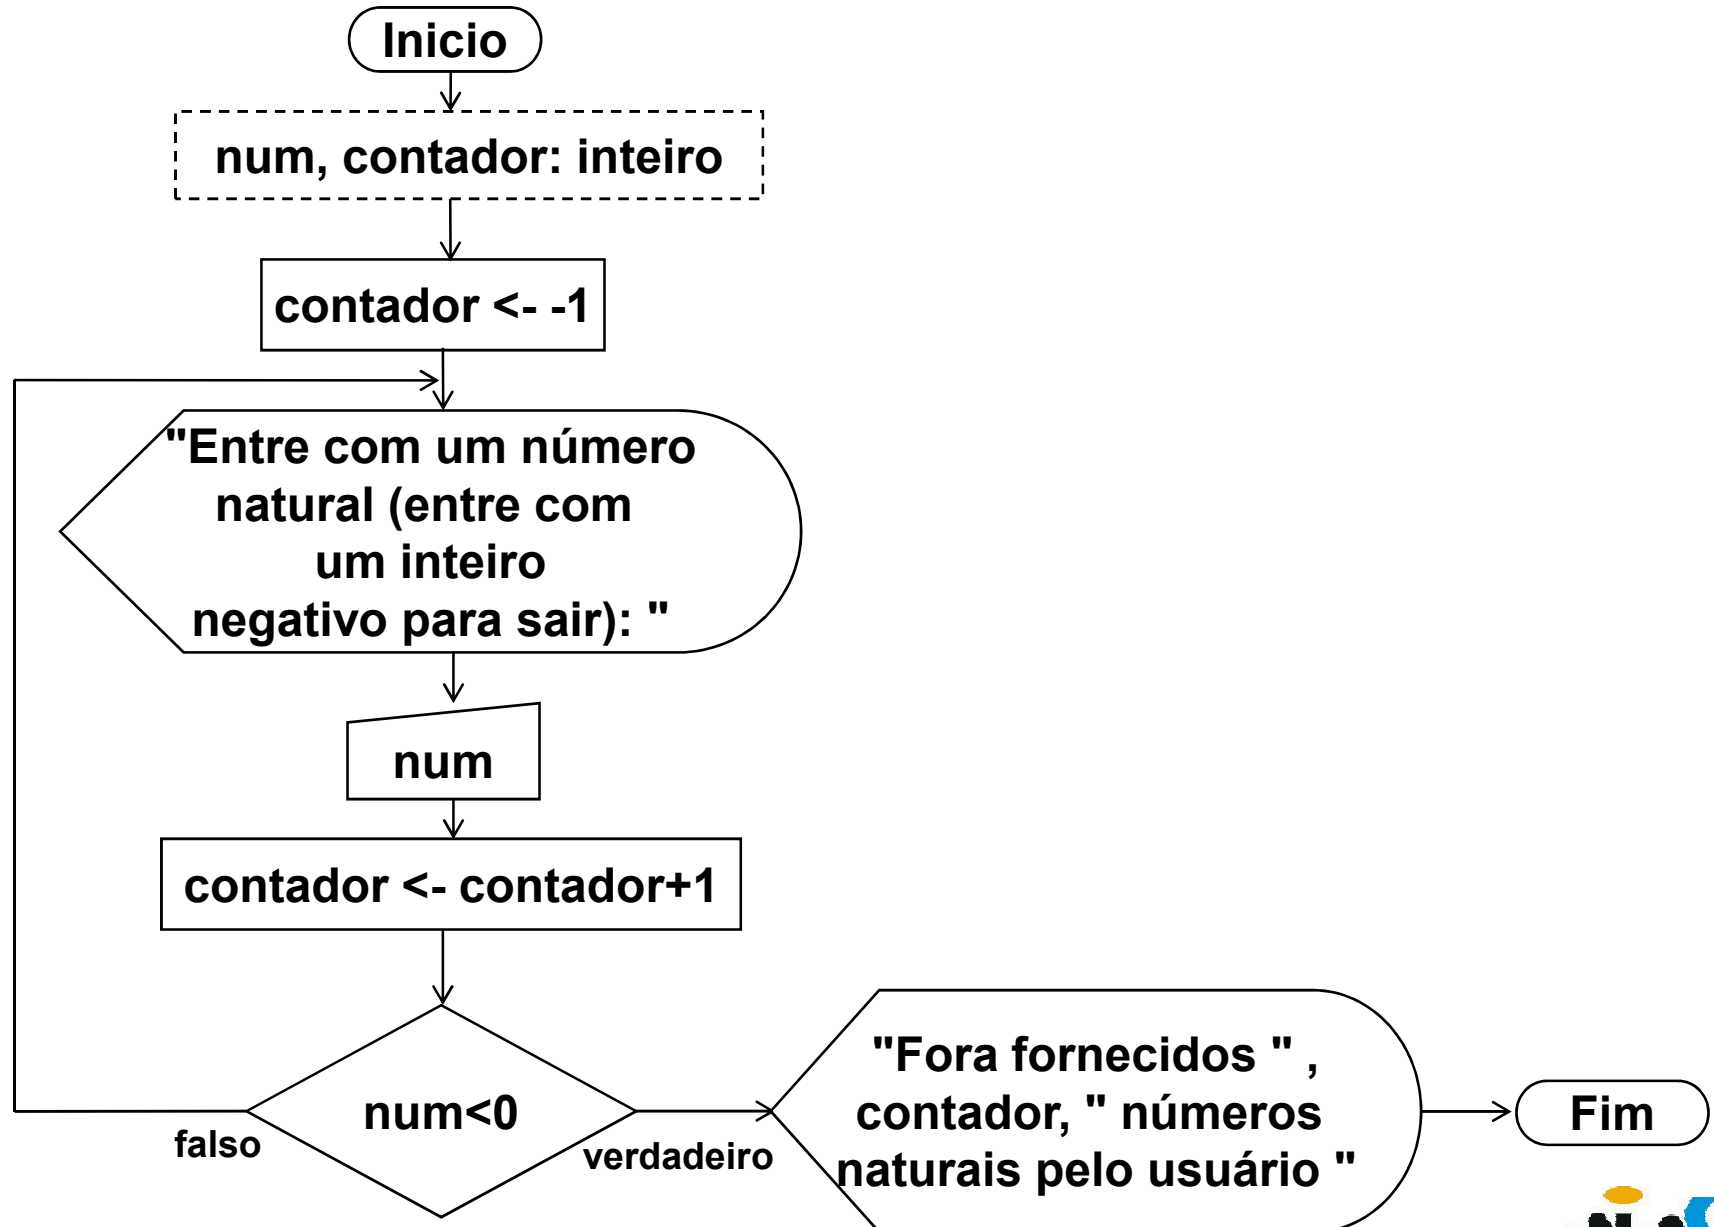 Inicio
num, contador: inteiro
contador <- -1
"Entre com um número
natural (entre com
um inteiro
negativo para sair): "
num
contador <- contador+1
num<0
falso
verdadeiro
"Fora fornecidos " ,
contador, " números
naturais pelo usuário "
Fim